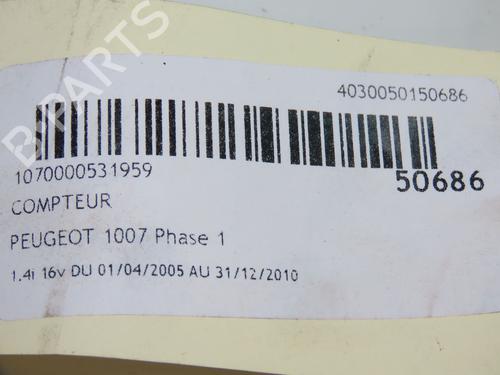 4030050150686
1070000531959
50686
COMPTEUR
PEUGEOT 1007 Phase 1
1.4i 16v DU 01/04/2005 AU 31/12/2010
B-PARTS